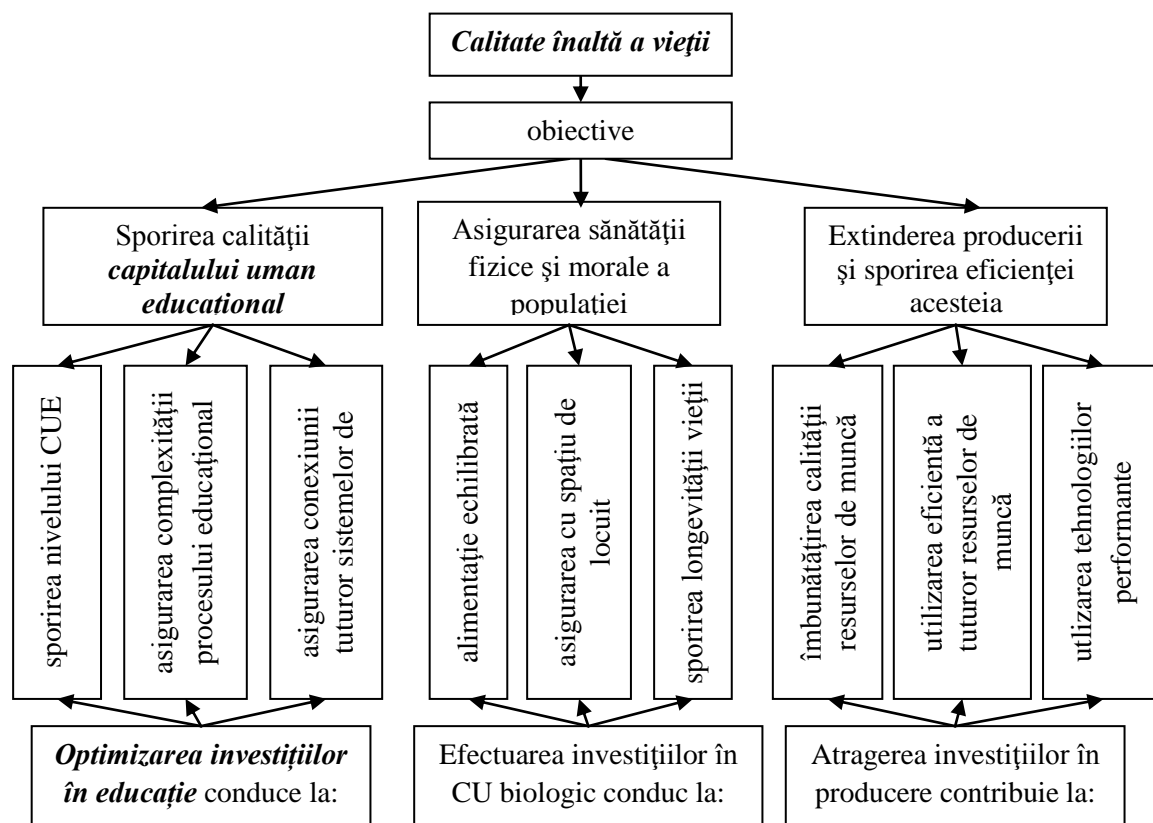 Calitate înaltă a vieţii
obiective
Sporirea calităţii
capitalului uman
educaţional
Asigurarea sănătăţii
fizice şi morale a
populaţiei
Extinderea producerii
şi sporirea eficienţei
acesteia
sporirea nivelului CUE
asigurarea complexităţii
procesului educaţional
asigurarea conexiunii
tuturor sistemelor de
alimentaţie echilibrată
asigurarea cu spaţiu de
locuit
sporirea longevităţii vieţii
îmbunătăţirea calităţii
resurselor de muncă
utilizarea eficientă a
tuturor resurselor de
muncă
utlizarea tehnologiilor
performante
Optimizarea investițiilor
în educație conduce la:
Efectuarea investiţiilor în
CU biologic conduc la:
Atragerea investiţiilor în
producere contribuie la: